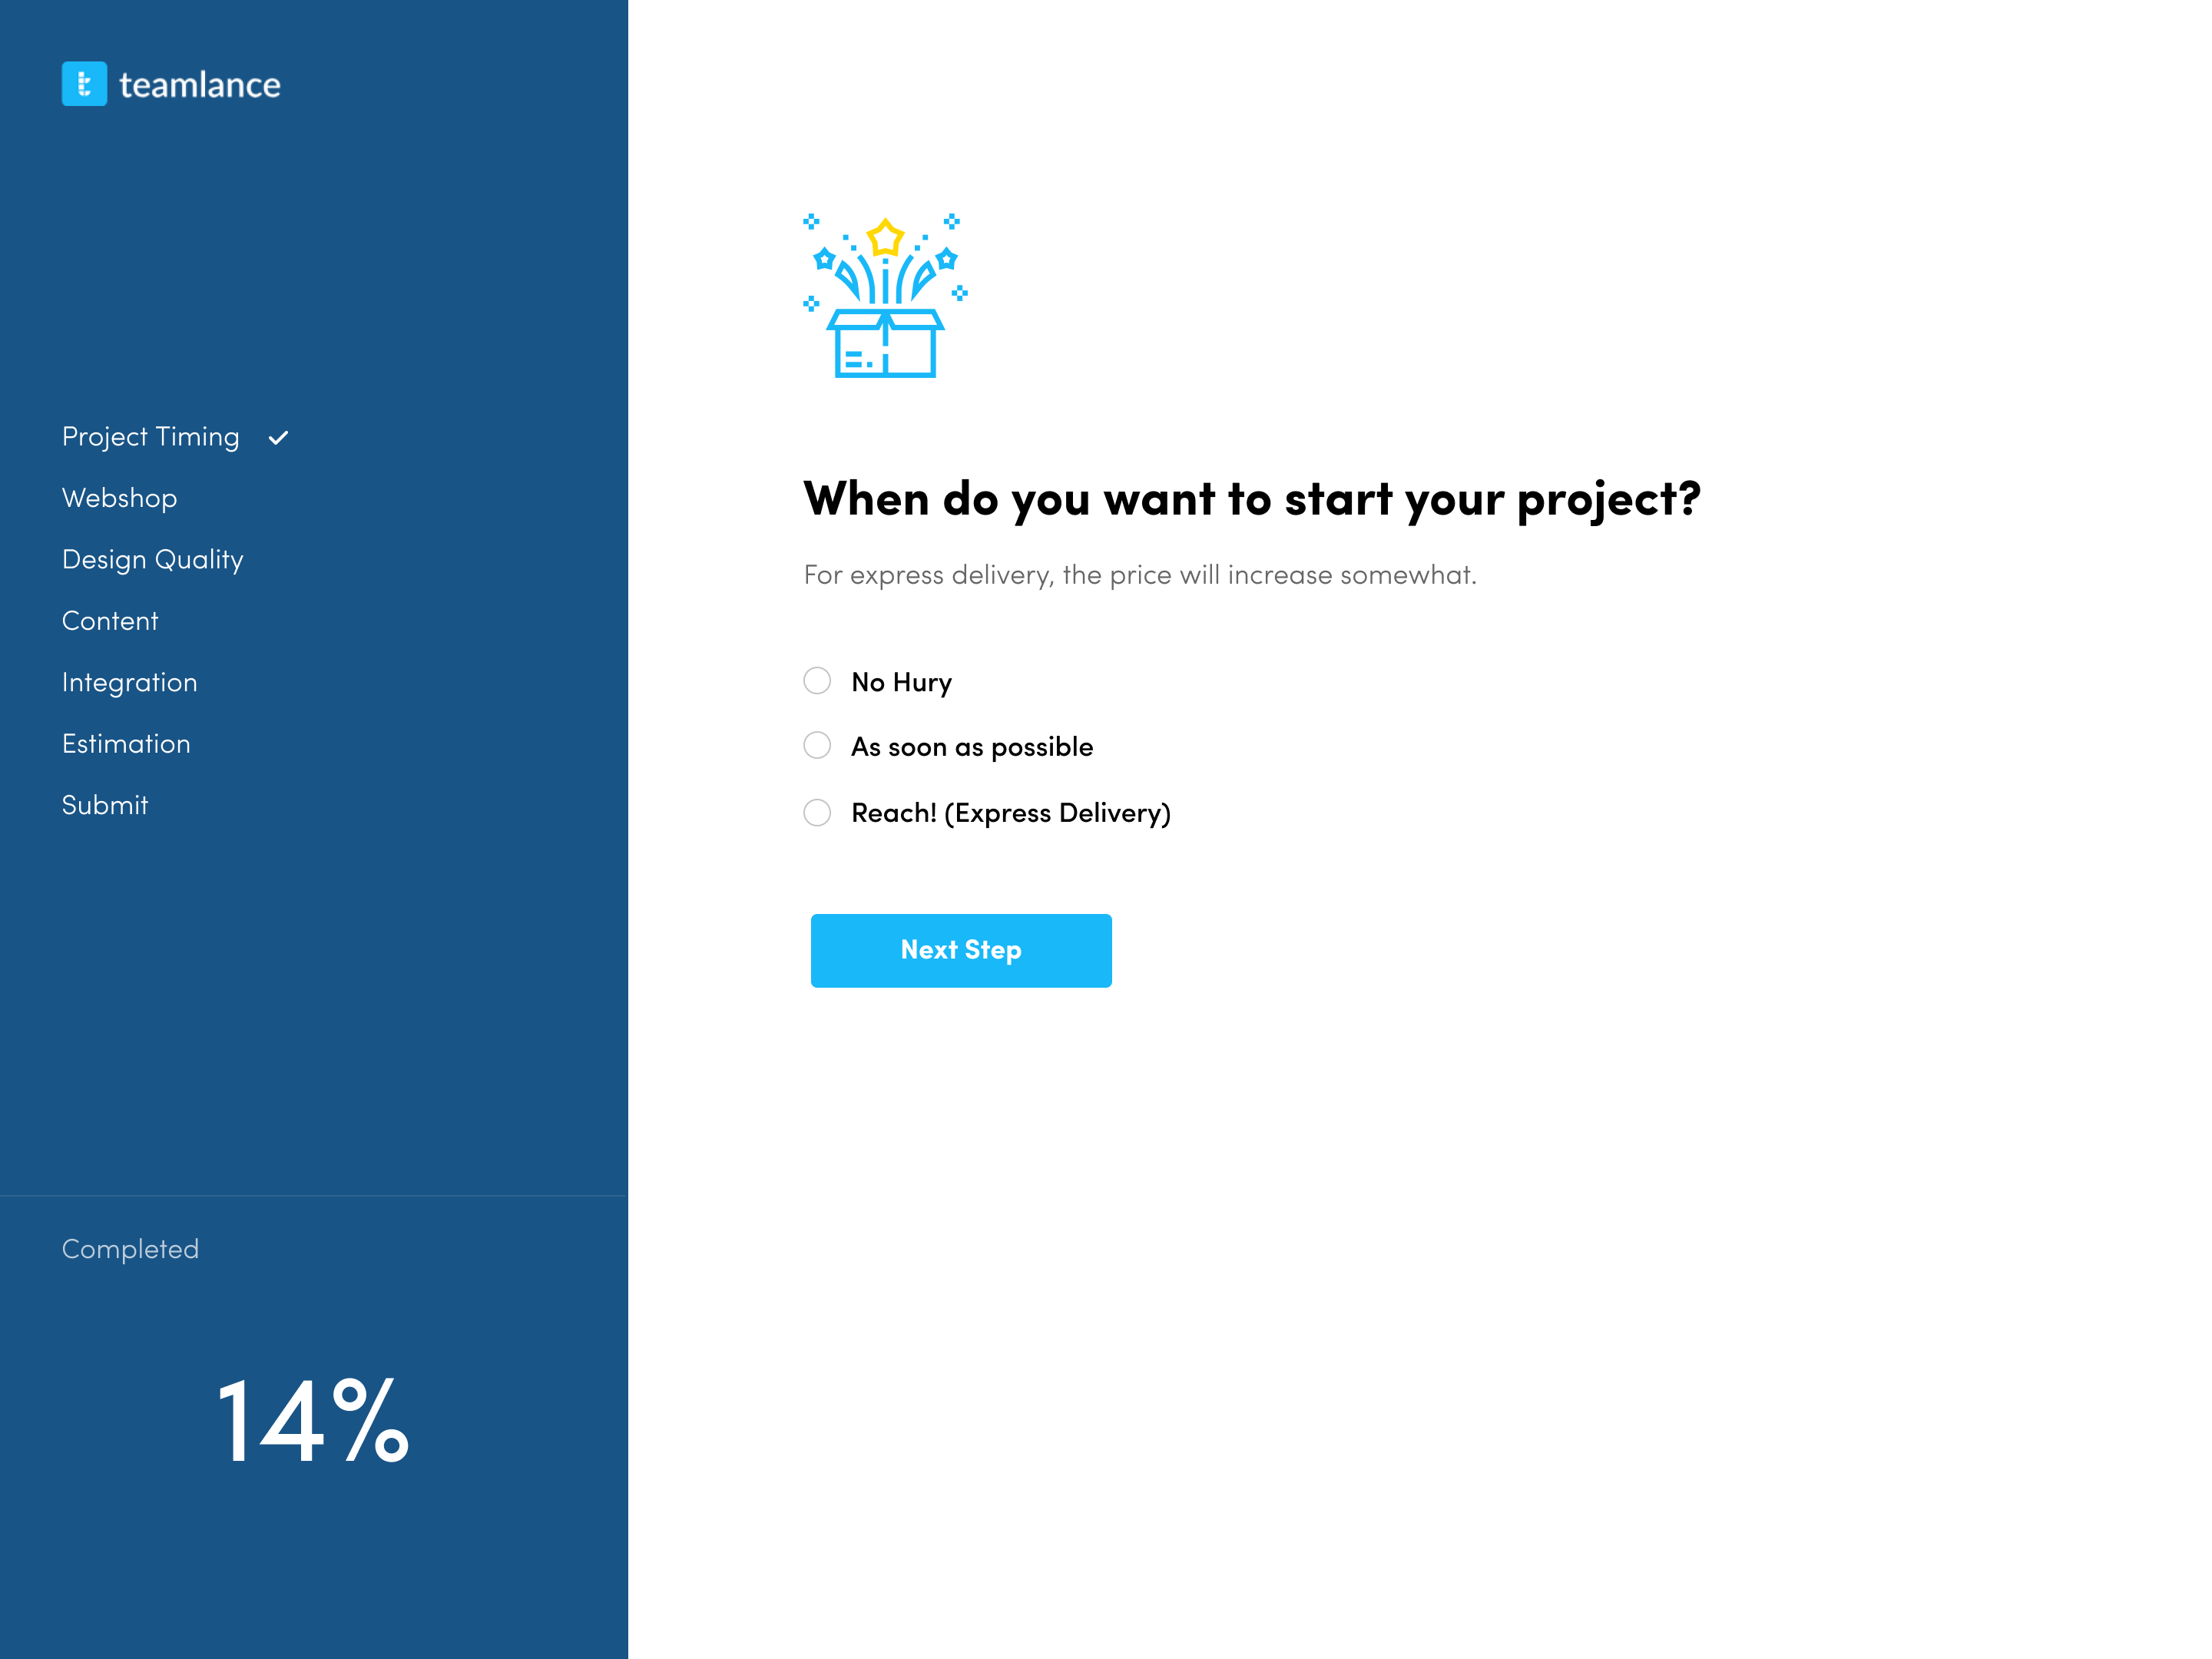 teamlance
Project Timing
Webshop
Design Quality
Content
Integration
Estimation
Submit
Completed
14%
When do you want to start your project?
For express delivery, the price will increase somewhat.
No Hury
As soon as possible
Reach! (Express Delivery)
Next Step